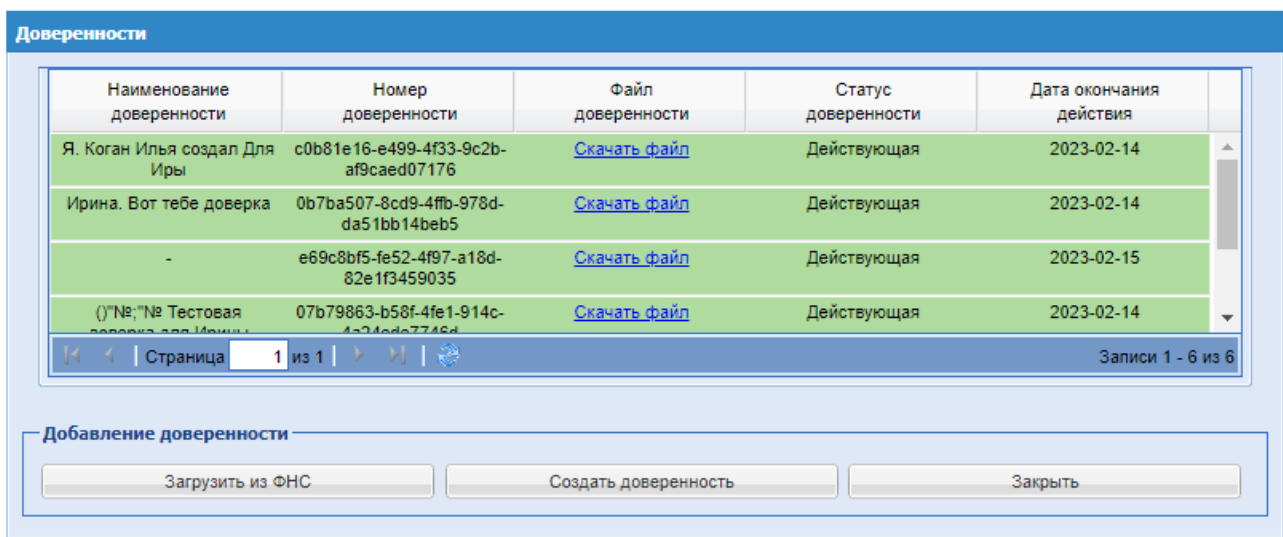 Доверенности
Наименование Номер Файл Статус Дата окончания
доверенности доверенности доверенности доверенности действия
Я. Коган Илья создал Для c0b81e16-e499-4f33-9c2b- Скачать файл Действующая 2023-02-14
Иры af9caed07176
Ирина. Вот тебе доверка 0b7ba507-8cd9-4ffb-978d- Скачать файл Действующая 2023-02-14
da51bb14beb5
- e69c8bf5-fe52-4f97-a18d- Скачать файл Действующая 2023-02-15
82e1f3459035
()"№;"№ Тестовая 07b79863-b58f-4fe1-914c- Скачать файл Действующая 2023-02-14
доверка для Ирины
Страница 1 из 1 Записи 1 - 6 из 6
Добавление доверенности
Загрузить из ФНС Создать доверенность Закрыть